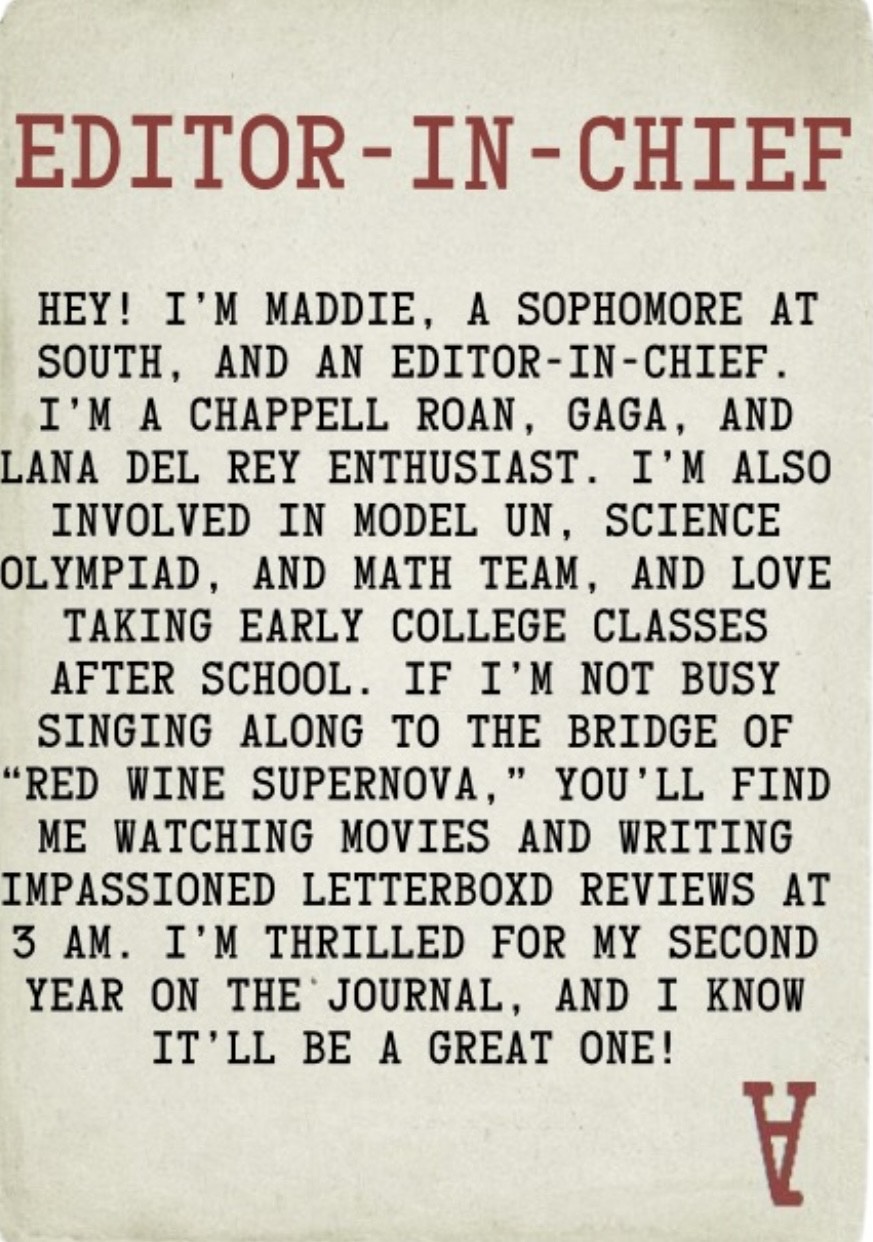 EDITOR-IN-CHIEF
HEY! I'M MADDIE, A SOPHOMORE AT
SOUTH, AND AN EDITOR-IN-CHIEF.
I'M A CHAPPELL ROAN, GAGA, AND
LANA DEL REY ENTHUSIAST. I'M ALSO
INVOLVED IN MODEL UN, SCIENCE
OLYMPIAD, AND MATH TEAM, AND LOVE
TAKING EARLY COLLEGE CLASSES
AFTER SCHOOL. IF I'M NOT BUSY
SINGING ALONG TO THE BRIDGE OF
“RED WINE SUPERNOVA,” YOU'LL FIND
ME WATCHING MOVIES AND WRITING
IMPASSIONED LETTERBOXD REVIEWS AT
3 AM. I'M THRILLED FOR MY SECOND
YEAR ON THE JOURNAL, AND I KNOW
IT'LL BE A GREAT ONE!
A